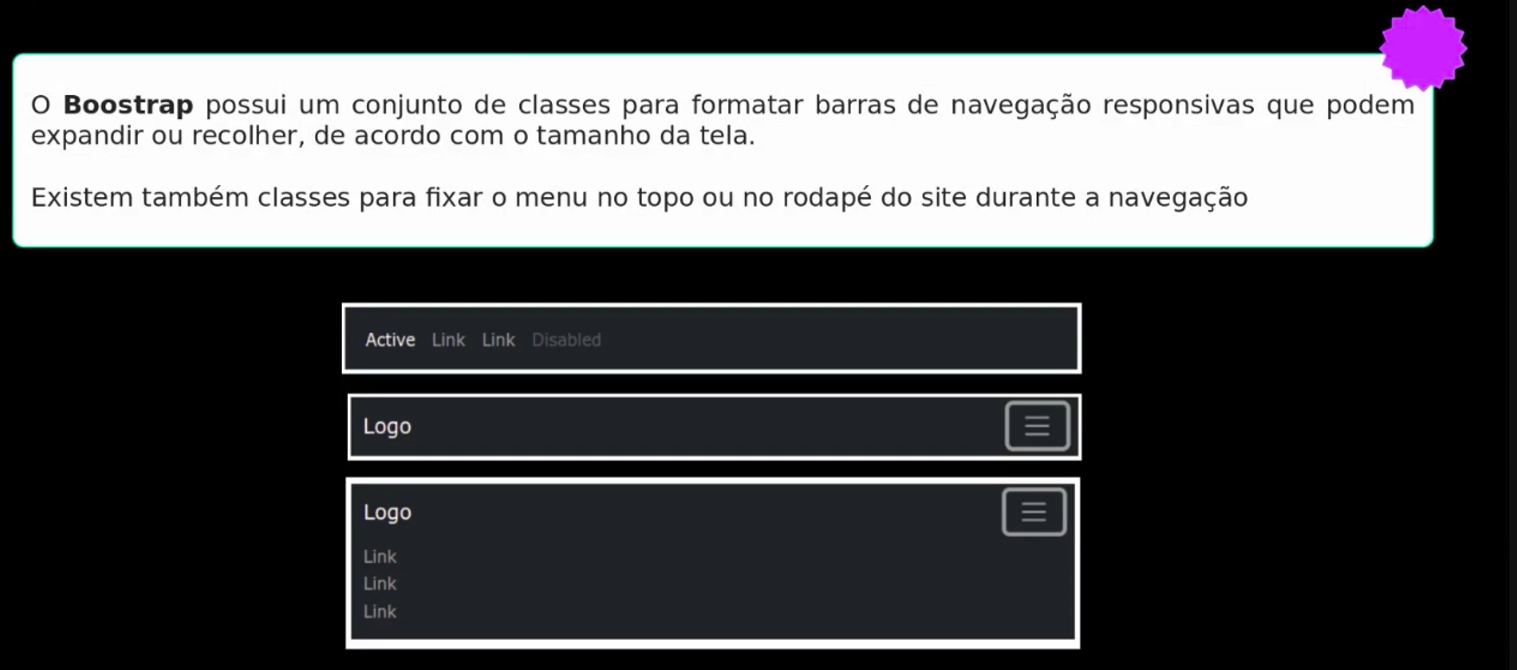 O Boostrap possui um conjunto de classes para formatar barras de navegação responsivas que podem
expandir ou recolher, de acordo com o tamanho da tela.
Existem também classes para fixar o menu no topo ou no rodapé do site durante a navegação
Active Link Link Disabled
Logo
Logo
Link
Link
Link